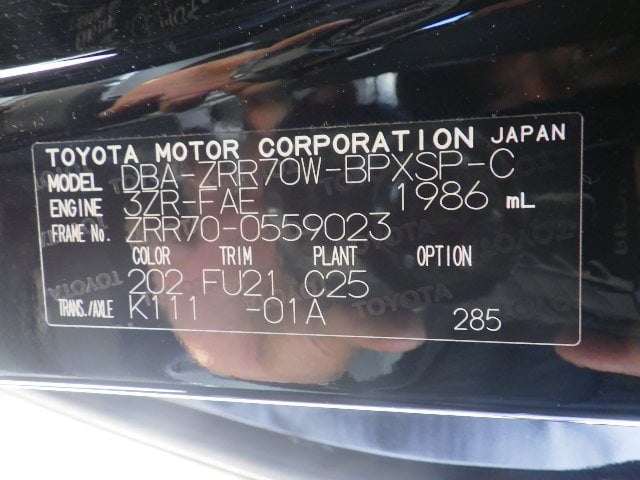 TOYOTA MOTOR CORPORATION JAPAN
MODEL DBA-ZRR70W-BPXSP-C
ENGINE 3ZR-FAE 1986 mL
FRAME No. ZRR70-0559023
COLOR TRIM PLANT OPTION
202 FU21 C25
TRANS./AXLE K111 -01A
285